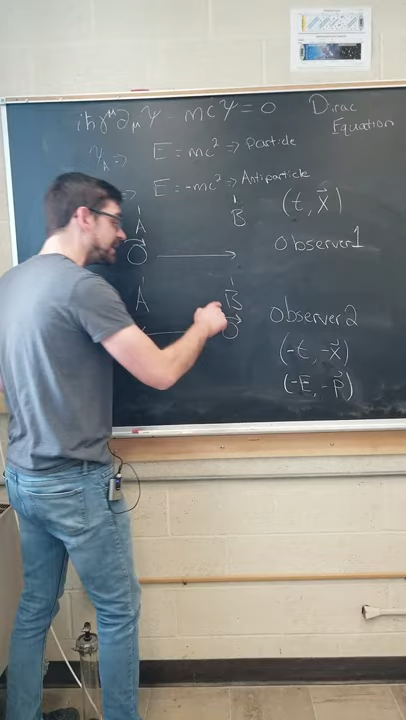 iħγ^μ∂_μΨ - mcΨ = 0 Dirac Equation
E = mc² ⇒ Particle
⇒ E = -mc² ⇒ Antiparticle
A B (t, x⃗)
observer 1
A B observer 2
(-t, -x⃗)
(-E, -p⃗)